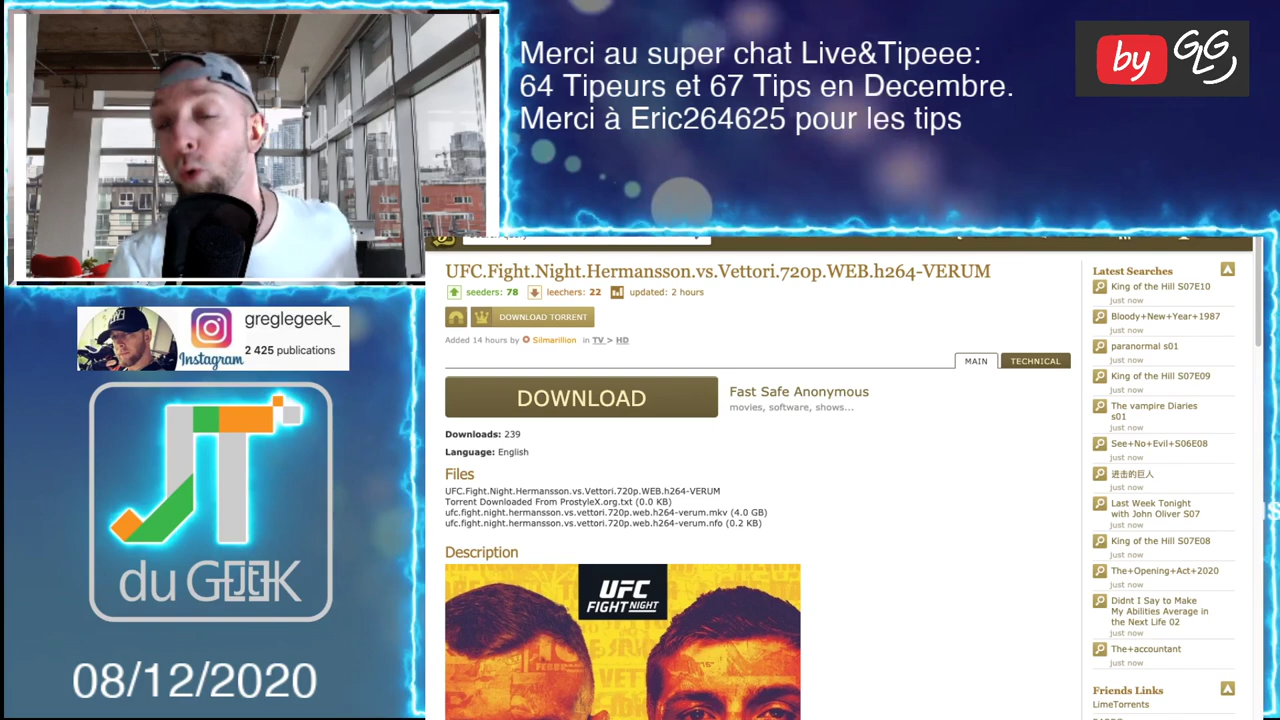 Merci au super chat Live&Tipeee:
64 Tipeurs et 67 Tips en Decembre.
Merci à Eric264625 pour les tips
by GLG
greglegeek_
2 425 publications
Instagram
JT
du GEEK
08/12/2020
UFC.Fight.Night.Hermansson.vs.Vettori.720p.WEB.h264-VERUM
seeders: 78 leechers: 22 updated: 2 hours
DOWNLOAD TORRENT
Added 14 hours by Silmarillion in TV > HD
MAIN TECHNICAL
DOWNLOAD
Fast Safe Anonymous
movies, software, shows...
Downloads: 239
Language: English
Files
UFC.Fight.Night.Hermansson.vs.Vettori.720p.WEB.h264-VERUM
Torrent Downloaded From ProstyleX.org.txt (0.0 KB)
ufc.fight.night.hermansson.vs.vettori.720p.web.h264-verum.mkv (4.0 GB)
ufc.fight.night.hermansson.vs.vettori.720p.web.h264-verum.nfo (0.2 KB)
Description
UFC
FIGHT NIGHT
Latest Searches
King of the Hill S07E10
just now
Bloody+New+Year+1987
just now
paranormal s01
just now
King of the Hill S07E09
just now
The vampire Diaries
s01
just now
See+No+Evil+S06E08
just now
进击的巨人
just now
Last Week Tonight
with John Oliver S07
just now
King of the Hill S07E08
just now
The+Opening+Act+2020
just now
Didnt I Say to Make
My Abilities Average in
the Next Life 02
just now
The+accountant
just now
Friends Links
LimeTorrents